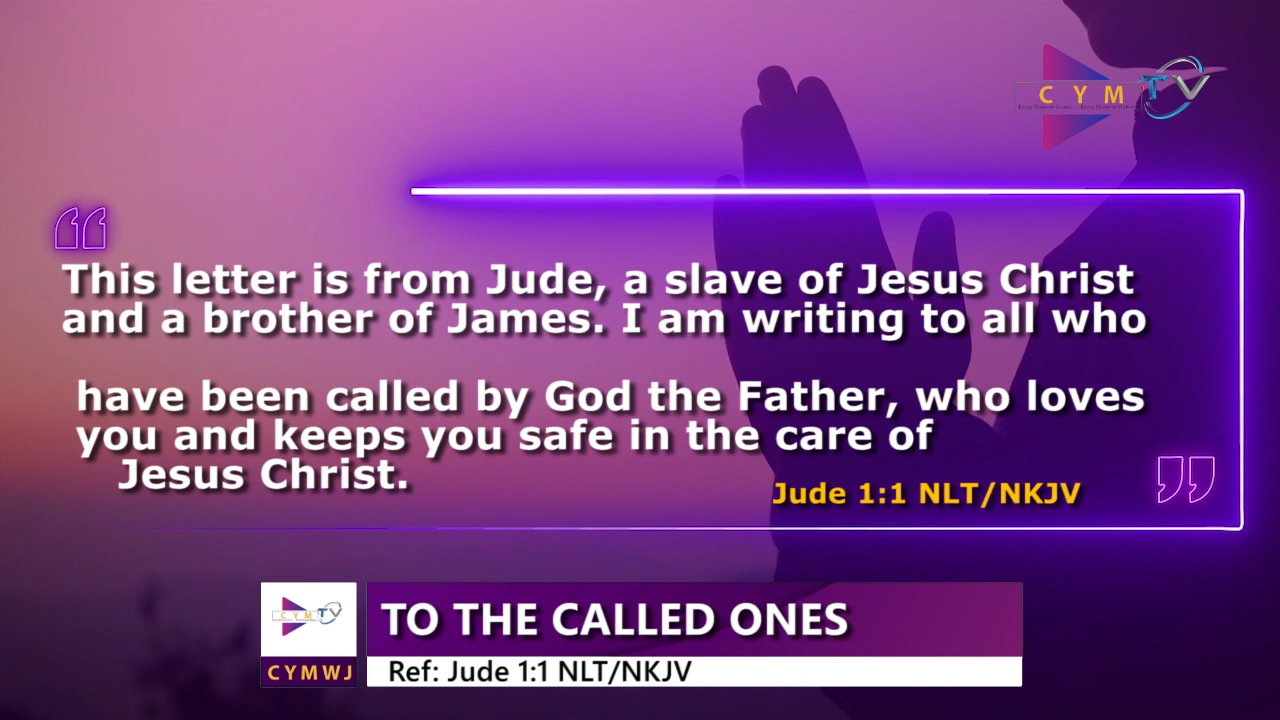 CYMTV
This letter is from Jude, a slave of Jesus Christ
and a brother of James. I am writing to all who
have been called by God the Father, who loves
you and keeps you safe in the care of
Jesus Christ.
Jude 1:1 NLT/NKJV
CYMTV
TO THE CALLED ONES
CYMWJ
Ref: Jude 1:1 NLT/NKJV